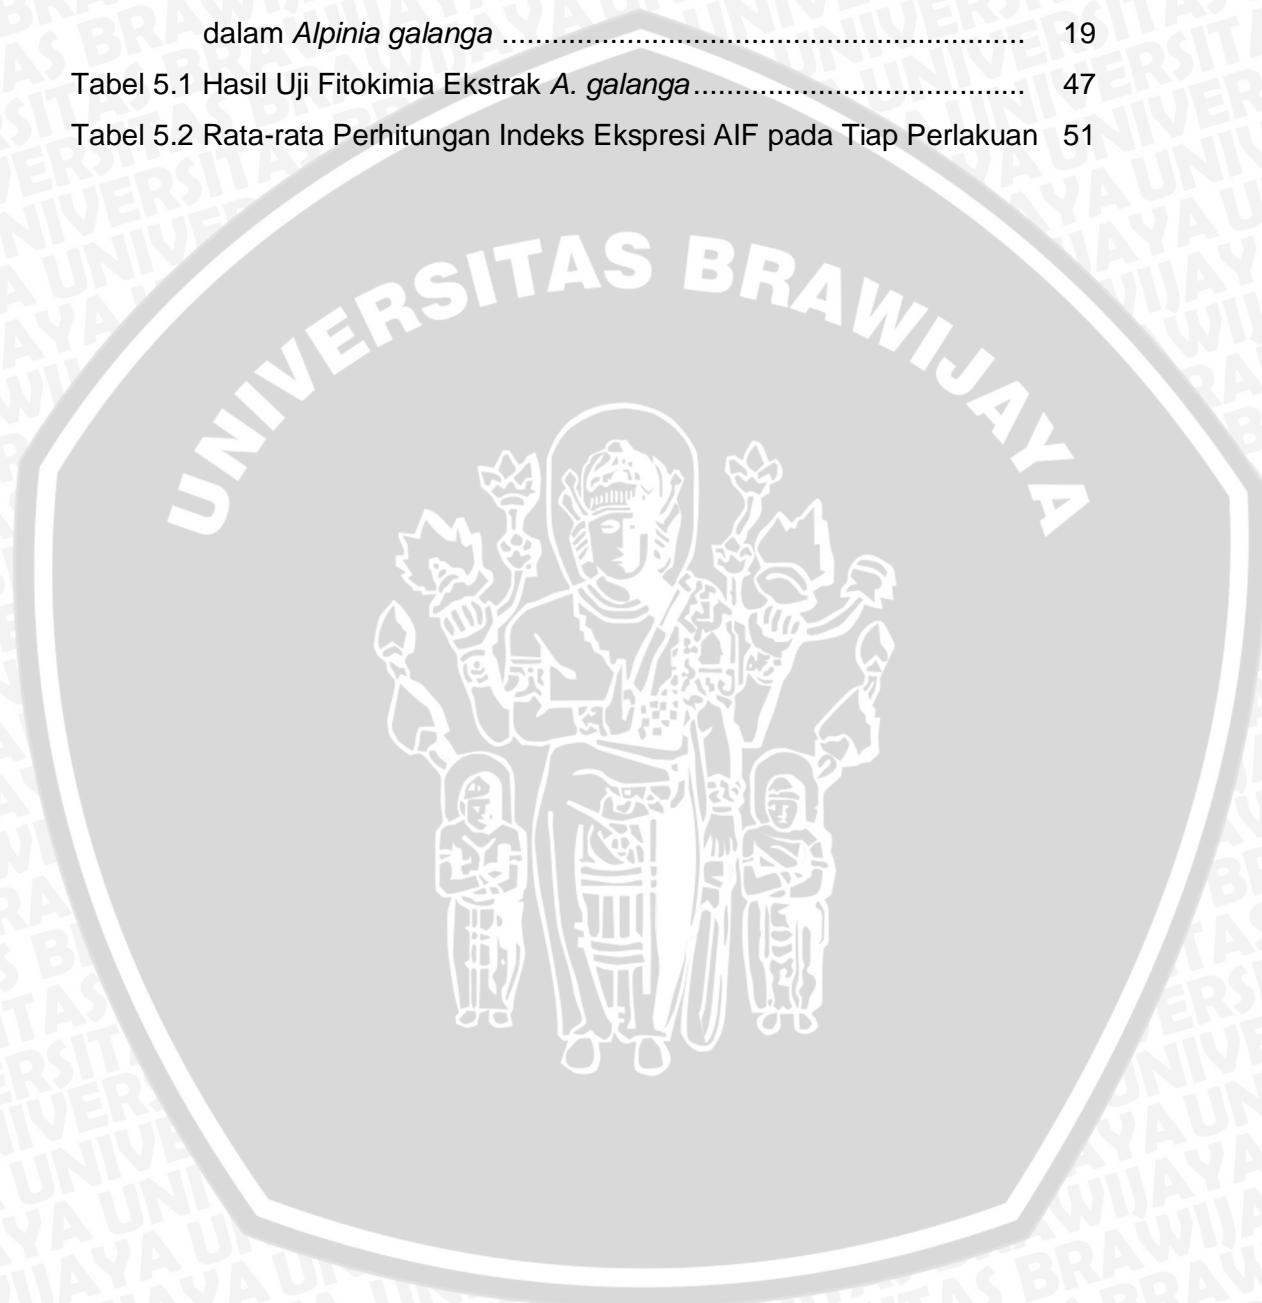 dalam Alpinia galanga ................................................................ 19
Tabel 5.1 Hasil Uji Fitokimia Ekstrak A. galanga ........................................ 47
Tabel 5.2 Rata-rata Perhitungan Indeks Ekspresi AIF pada Tiap Perlakuan 51
UNIVERSITAS BRAWIJAYA